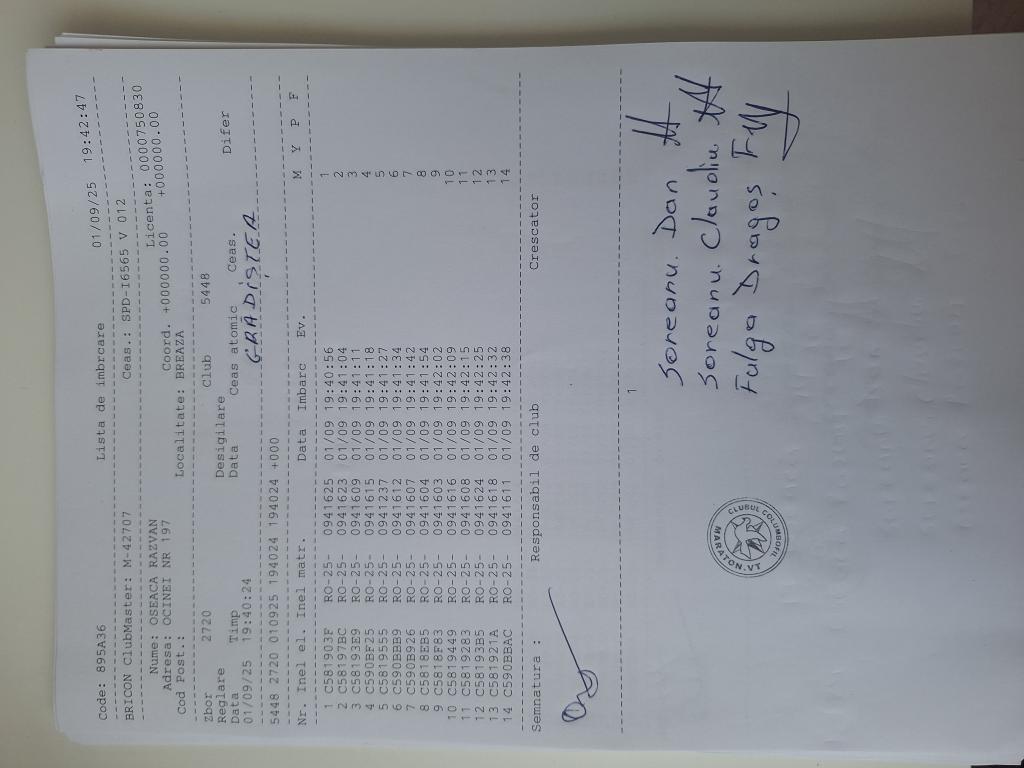 Code: 895A36 Lista de imbrcare 01/09/25 19:42:47
BRICON ClubMaster: M-42707 Ceas.: SPD-I6565 V 012
Nume: OSEACA RAZVAN Licenta: 0000750830
Adresa: OCINEI NR 197 Coord. +000000.00 +000000.00
Cod Post.: Localitate: BREAZA
Zbor 2720 Club 5448
Reglare Desigilare
Data Timp Data Ceas atomic Ceas. Difer
01/09/25 19:40:24 GRĂDIȘTEA
5448 2720 010925 194024 194024 194024 +000
Nr. Inel el. Inel matr. Data Imbarc Ev. M Y P F
1 C581903F RO-25- 0941625 01/09 19:40:56 1
2 C58197BC RO-25- 0941623 01/09 19:41:04 2
3 C58193E9 RO-25- 0941609 01/09 19:41:11 3
4 C590BF25 RO-25- 0941615 01/09 19:41:18 4
5 C5819555 RO-25- 0941237 01/09 19:41:27 5
6 C590BBB9 RO-25- 0941612 01/09 19:41:34 6
7 C590B926 RO-25- 0941607 01/09 19:41:42 7
8 C5818EB5 RO-25- 0941604 01/09 19:41:54 8
9 C5818F83 RO-25- 0941603 01/09 19:42:02 9
10 C5819449 RO-25- 0941616 01/09 19:42:09 10
11 C5819283 RO-25- 0941608 01/09 19:42:15 11
12 C58193B5 RO-25- 0941624 01/09 19:42:25 12
13 C581921A RO-25- 0941618 01/09 19:42:32 13
14 C590BBAC RO-25- 0941611 01/09 19:42:38 14
Semnatura : Responsabil de club Crescator
1
Soreanu Dan
Soreanu Claudiu
Fulga Dragoș
CLUBUL COLUMBOFIL
MARATON.VT